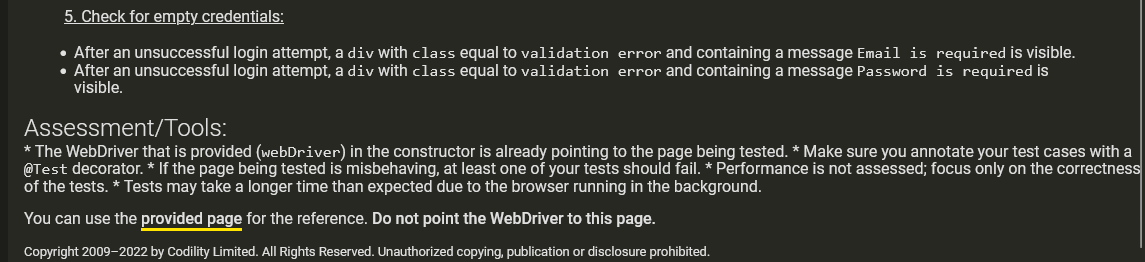 5. Check for empty credentials:
• After an unsuccessful login attempt, a div with class equal to validation error and containing a message Email is required is visible.
• After an unsuccessful login attempt, a div with class equal to validation error and containing a message Password is required is
visible.
Assessment/Tools:
* The WebDriver that is provided (webDriver) in the constructor is already pointing to the page being tested. * Make sure you annotate your test cases with a
@Test decorator. * If the page being tested is misbehaving, at least one of your tests should fail. * Performance is not assessed; focus only on the correctness
of the tests. * Tests may take a longer time than expected due to the browser running in the background.
You can use the provided page for the reference. Do not point the WebDriver to this page.
Copyright 2009–2022 by Codility Limited. All Rights Reserved. Unauthorized copying, publication or disclosure prohibited.